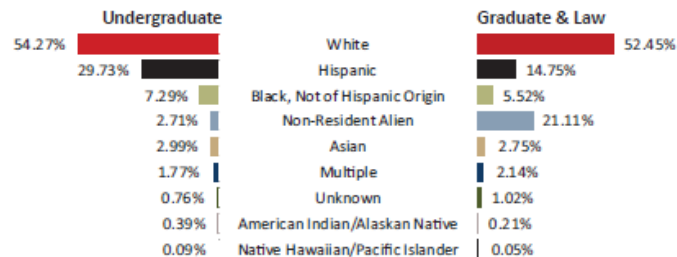 Undergraduate Graduate & Law
54.27% White 52.45%
29.73% Hispanic 14.75%
7.29% Black, Not of Hispanic Origin 5.52%
2.71% Non-Resident Alien 21.11%
2.99% Asian 2.75%
1.77% Multiple 2.14%
0.76% Unknown 1.02%
0.39% American Indian/Alaskan Native 0.21%
0.09% Native Hawaiian/Pacific Islander 0.05%